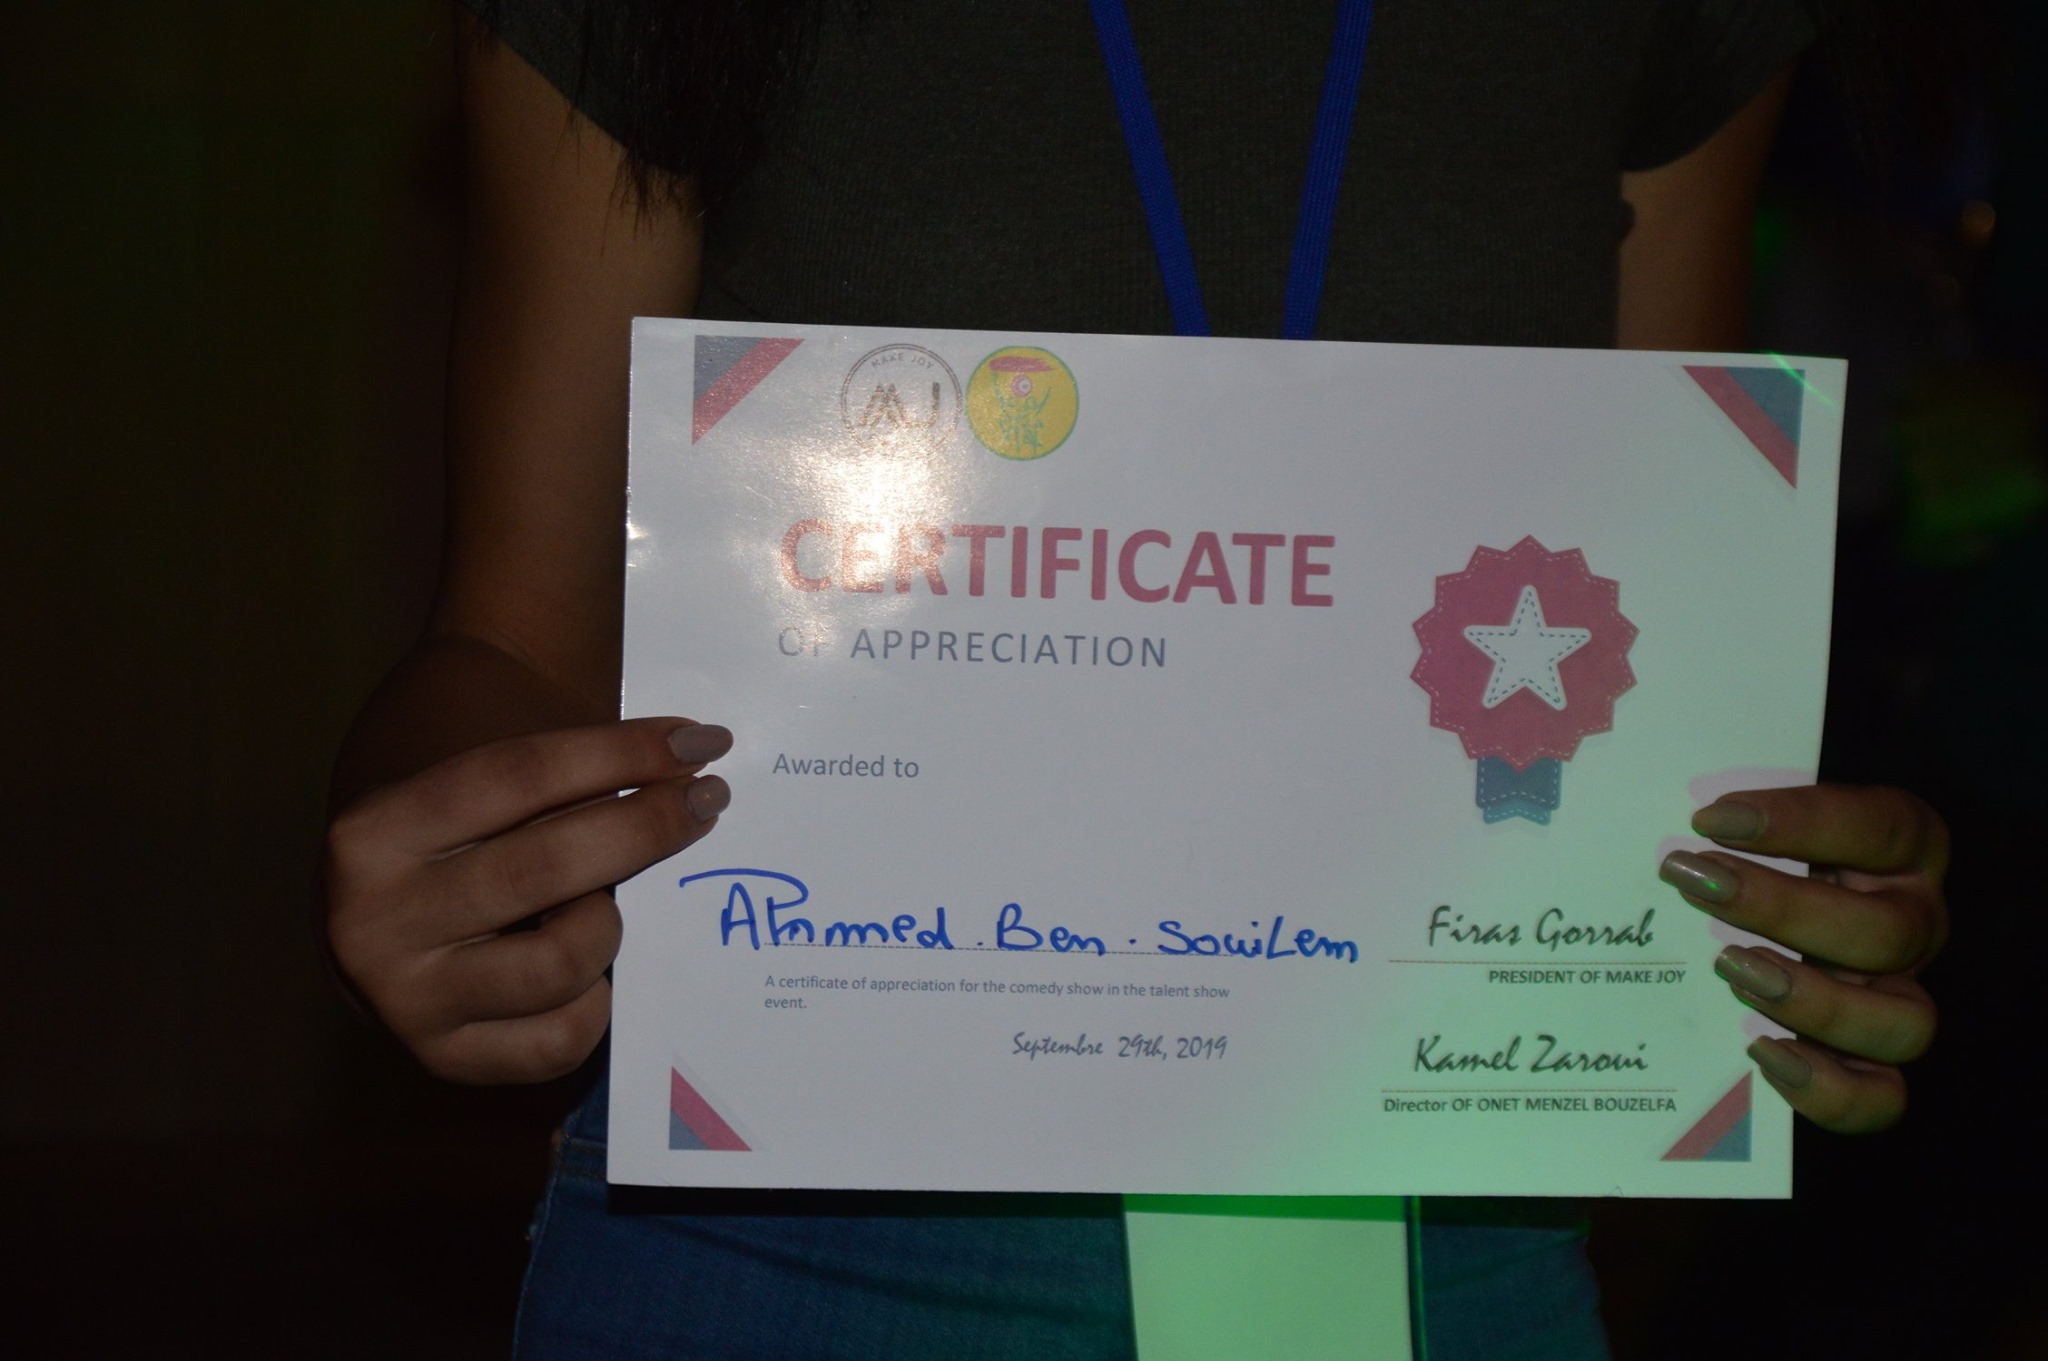 MAKE JOY
MJ
CERTIFICATE
OF APPRECIATION
Awarded to
Ahmed.Ben.SouiLem
A certificate of appreciation for the comedy show in the talent show
event.
Septembre 29th, 2019
Firas Gorrab
PRESIDENT OF MAKE JOY
Kamel Zaroui
Director OF ONET MENZEL BOUZELFA